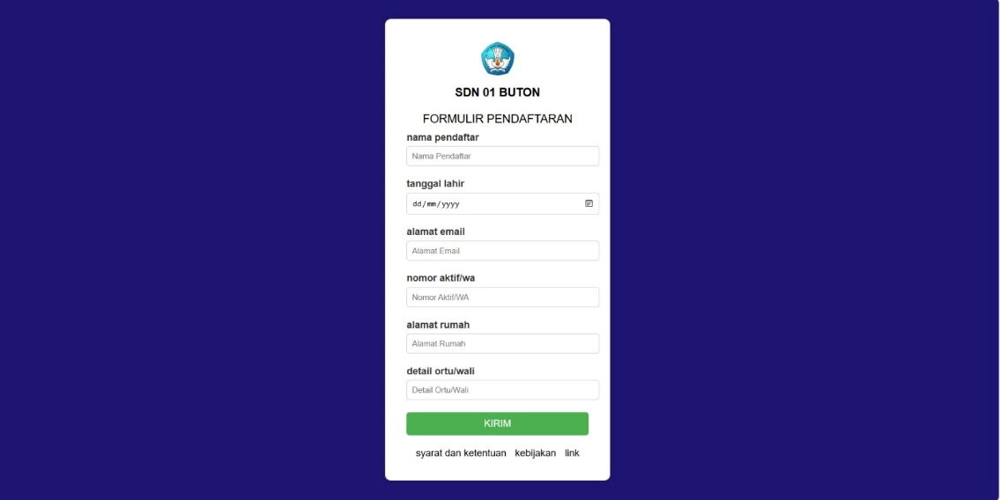 SDN 01 BUTON
FORMULIR PENDAFTARAN
nama pendaftar
Nama Pendaftar
tanggal lahir
dd/mm/yyyy
alamat email
Alamat Email
nomor aktif/wa
Nomor Aktif/WA
alamat rumah
Alamat Rumah
detail ortu/wali
Detail Ortu/Wali
KIRIM
syarat dan ketentuan kebijakan link